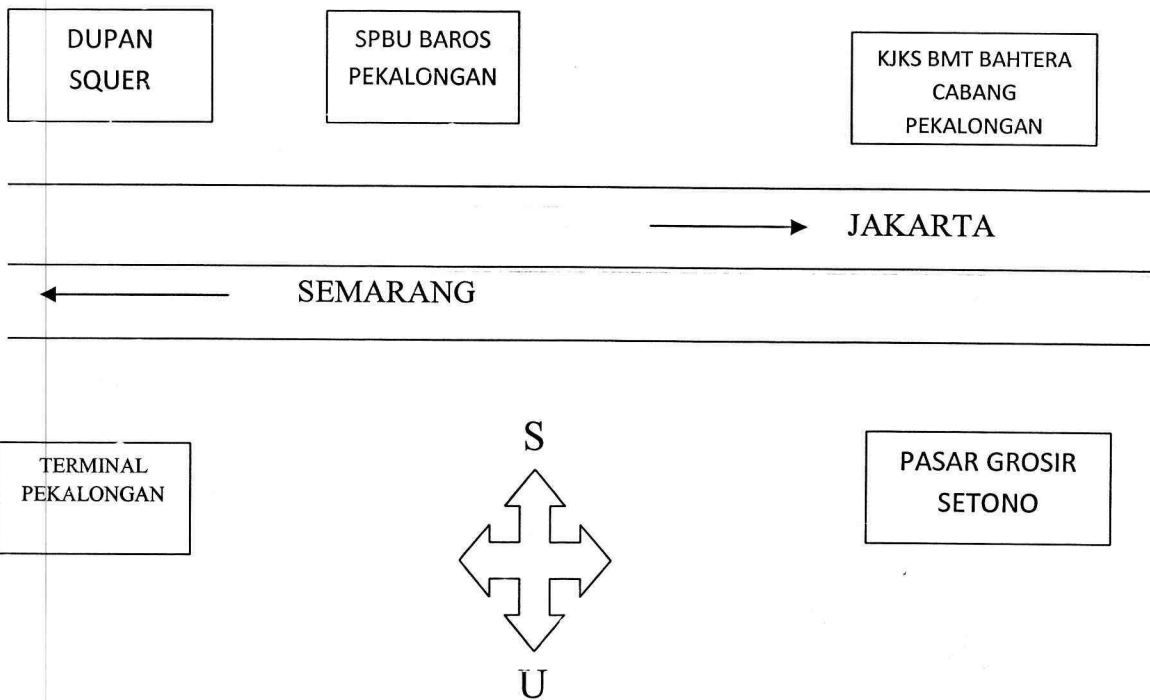 DUPAN
SQUER
SPBU BAROS
PEKALONGAN
KJKS BMT BAHTERA
CABANG
PEKALONGAN
JAKARTA
SEMARANG
TERMINAL
PEKALONGAN
S
PASAR GROSIR
SETONO
U